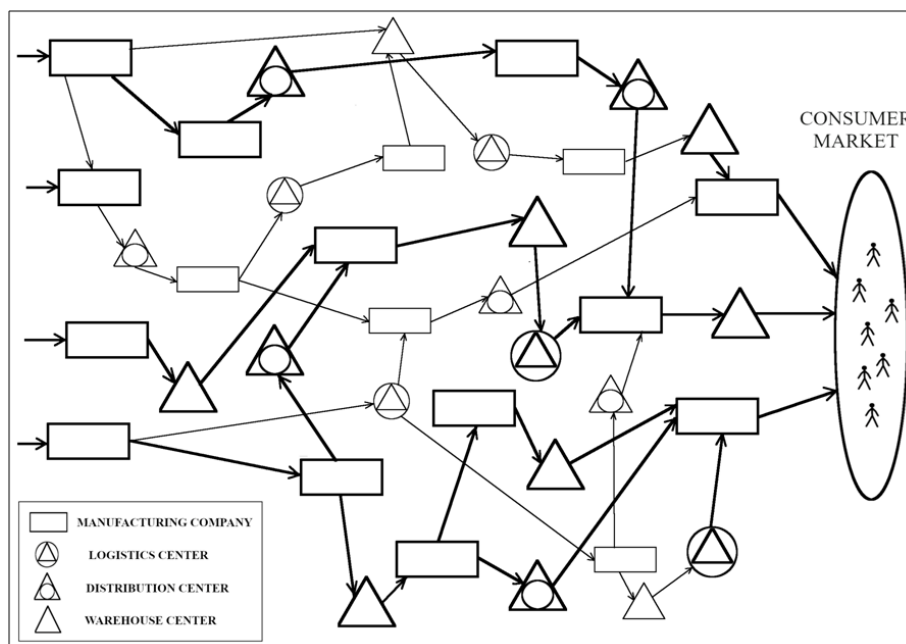 CONSUMER
MARKET
MANUFACTURING COMPANY
LOGISTICS CENTER
DISTRIBUTION CENTER
WAREHOUSE CENTER